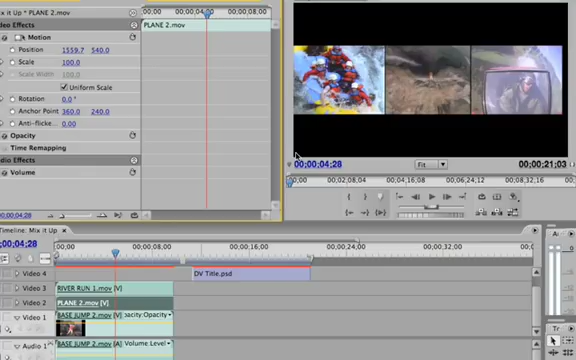 Mix it Up * PLANE 2.mov
00;00
00;00;04;00
00;00;08;00
Video Effects
PLANE 2.mov
Motion
Position 1559.7 540.0
Scale 100.0
Scale Width 100.0
Uniform Scale
Rotation 0.0°
Anchor Point 360.0 240.0
Anti-flicke.. 0.00
Opacity
Time Remapping
Audio Effects
Volume
00;00;04;28
00;00;04;28
Fit
00;00;21;03
00;00
00;02;08;04
00;04;16;08
00;06;24;12
00;08;32;16
Timeline: Mix it Up
00;00;04;28
00;00
00;00;08;00
00;00;16;00
00;00;24;00
00;00;32;00
Video 4
DV Title.psd
Video 3
RIVER RUN 1.mov [V]
Video 2
PLANE 2.mov [V]
Video 1
BASE JUMP 2.mov [V] pacity:Opacity
Audio 1
BASE JUMP 2.mov [A] Volume:Level